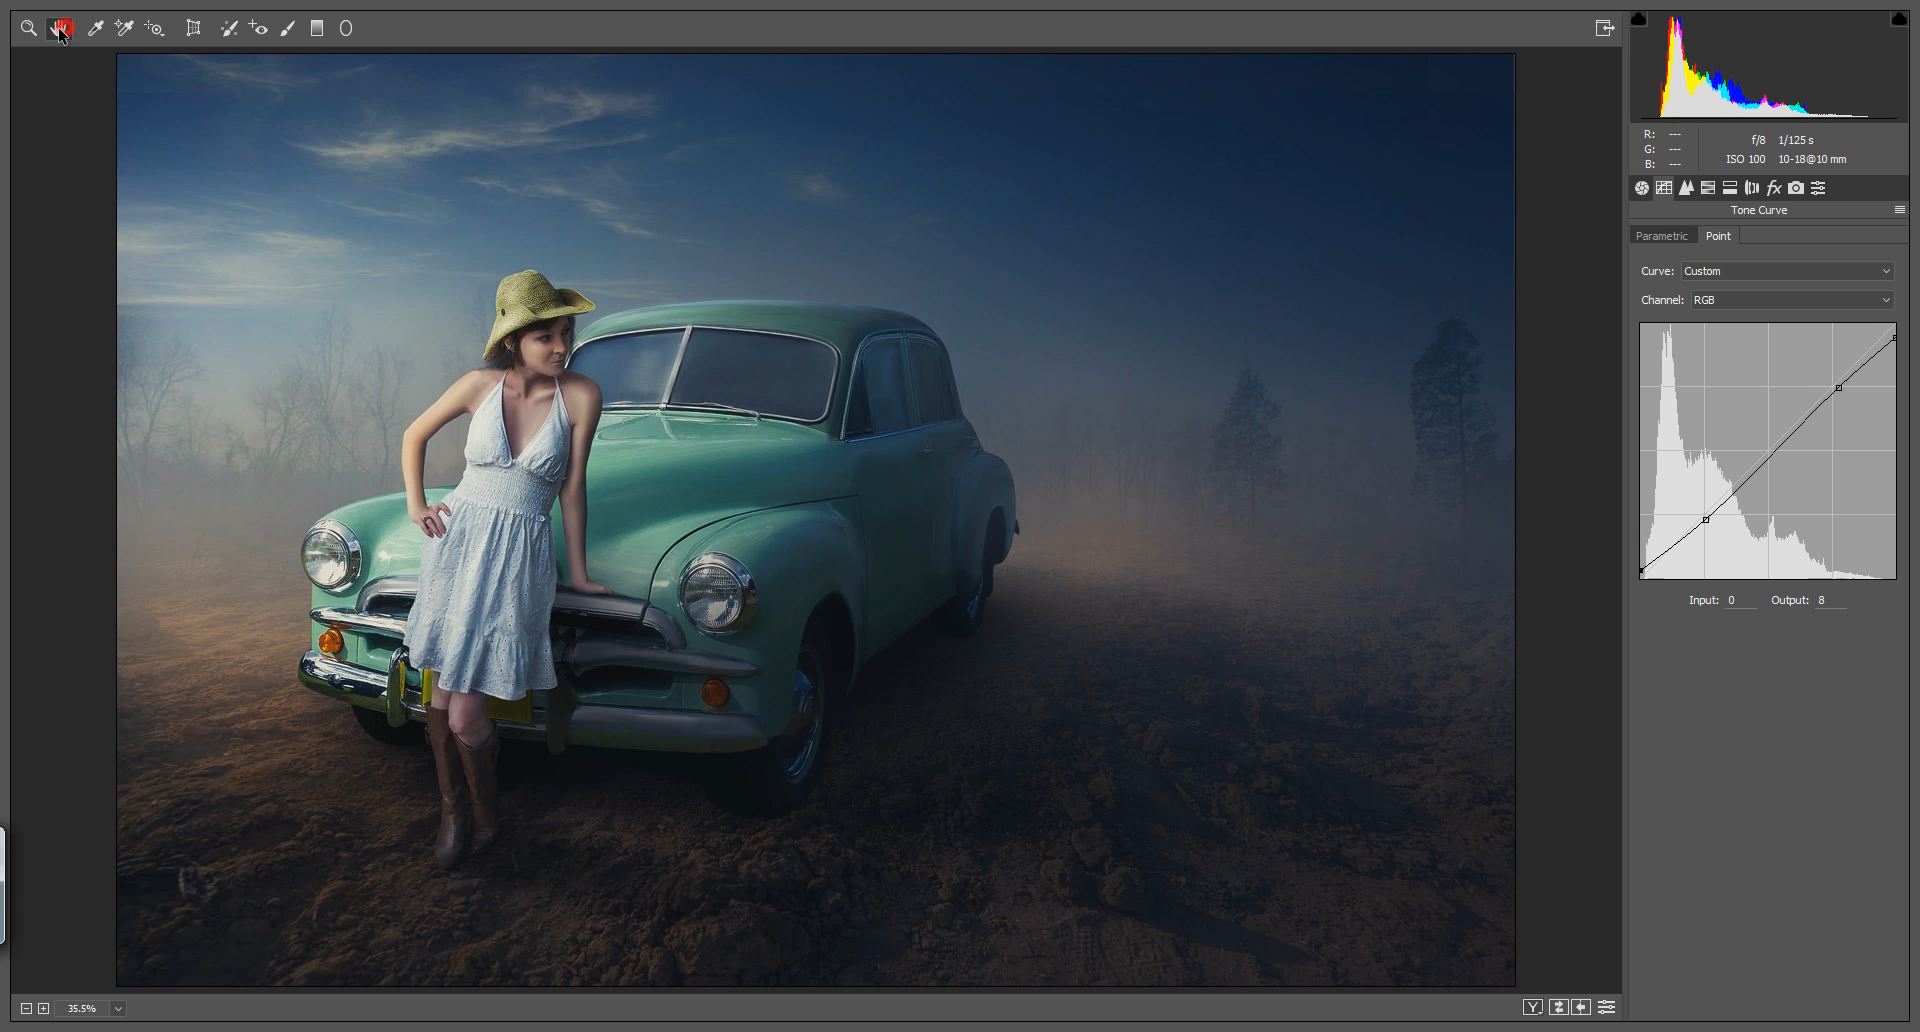 R: ---
G: ---
B: ---
f/8 1/125 s
ISO 100 10-18@10 mm
fx
Tone Curve
Parametric Point
Curve: Custom
Channel: RGB
Input: 0 Output: 8
35.5%
Y